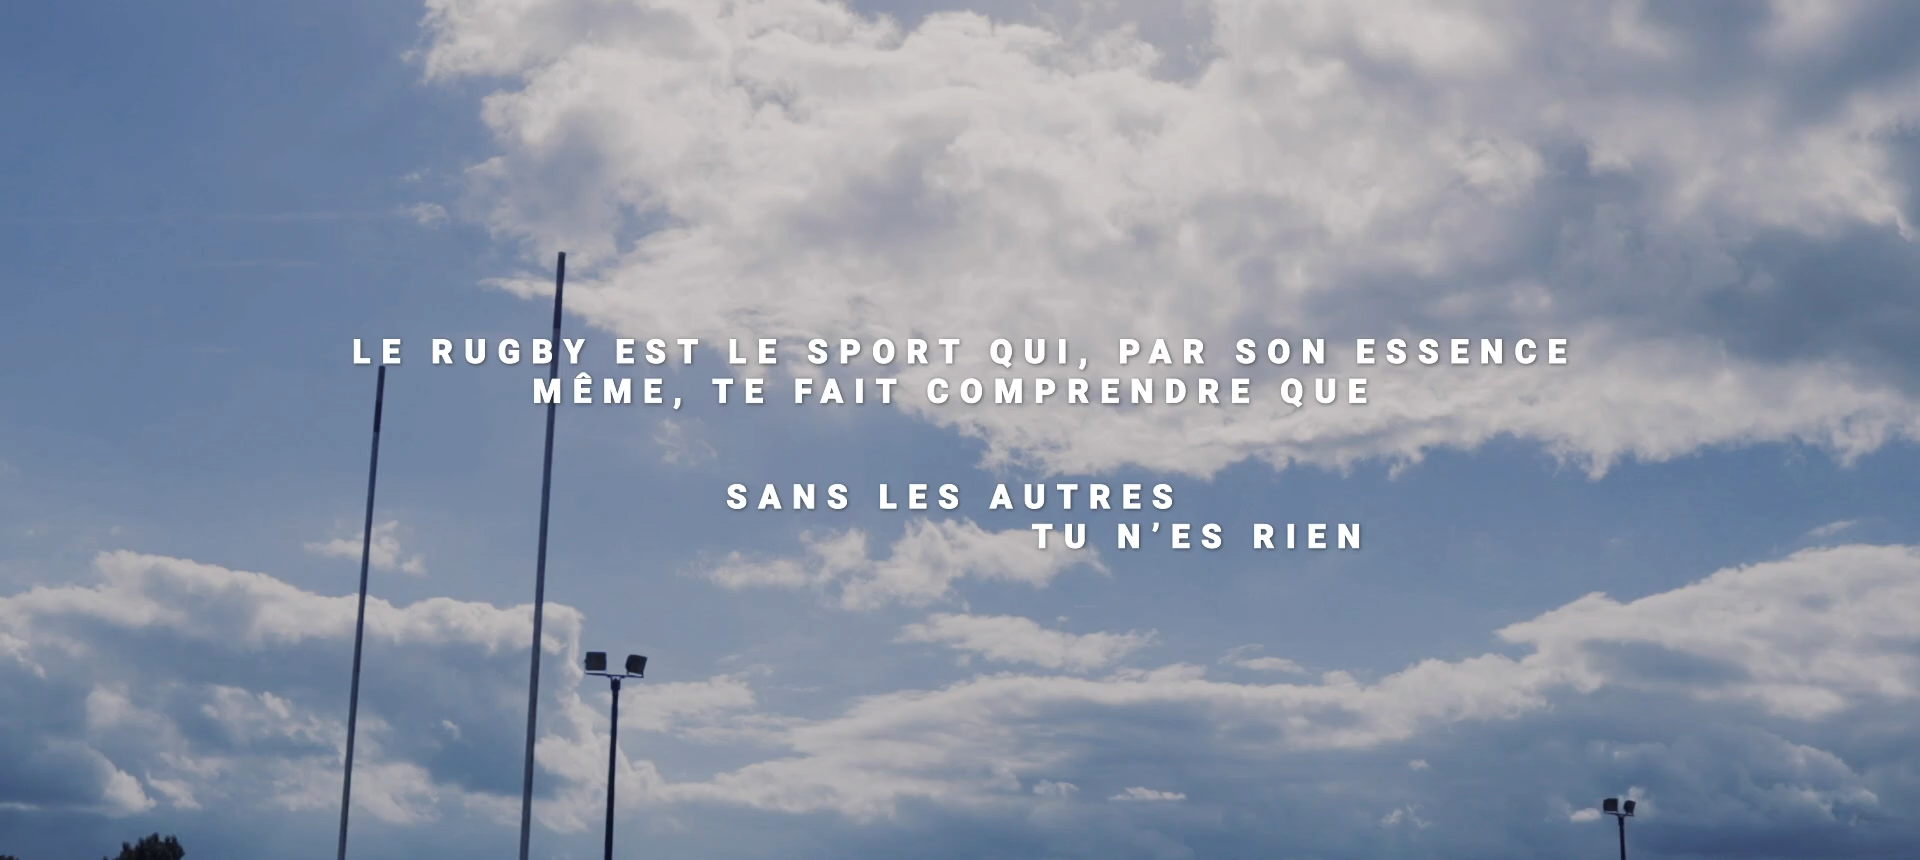 LE RUGBY EST LE SPORT QUI, PAR SON ESSENCE
MÊME, TE FAIT COMPRENDRE QUE
SANS LES AUTRES
TU N’ES RIEN